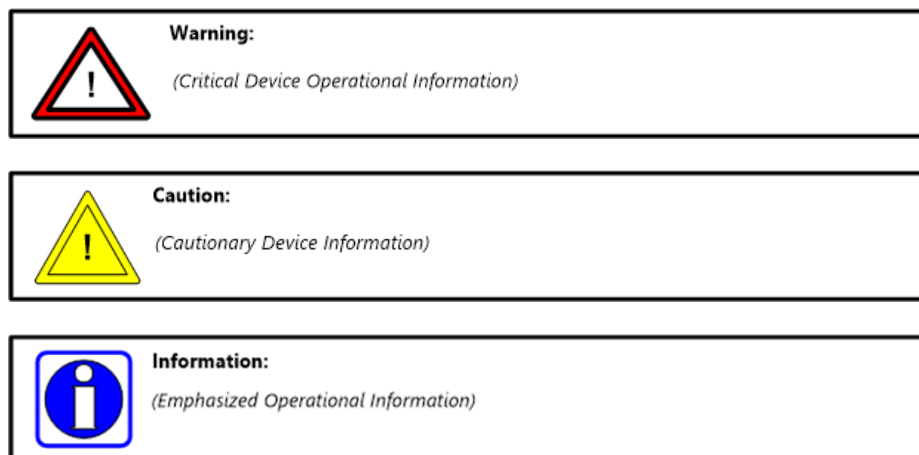 Warning:
!
(Critical Device Operational Information)
Caution:
!
(Cautionary Device Information)
i
Information:
(Emphasized Operational Information)